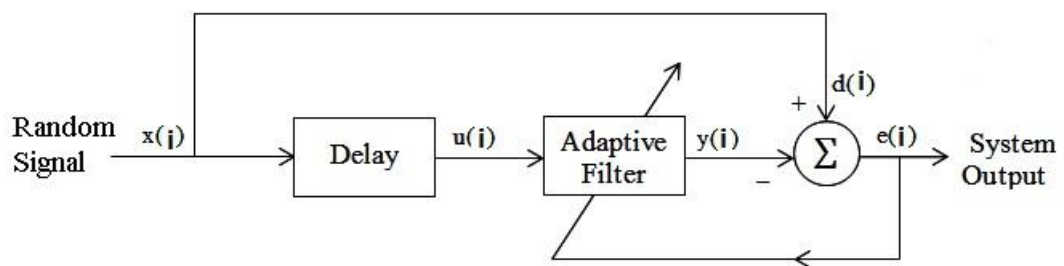 Random
Signal
x(i)
Delay
u(i)
Adaptive
Filter
y(i)
+
d(i)
Σ
−
e(i)
System
Output